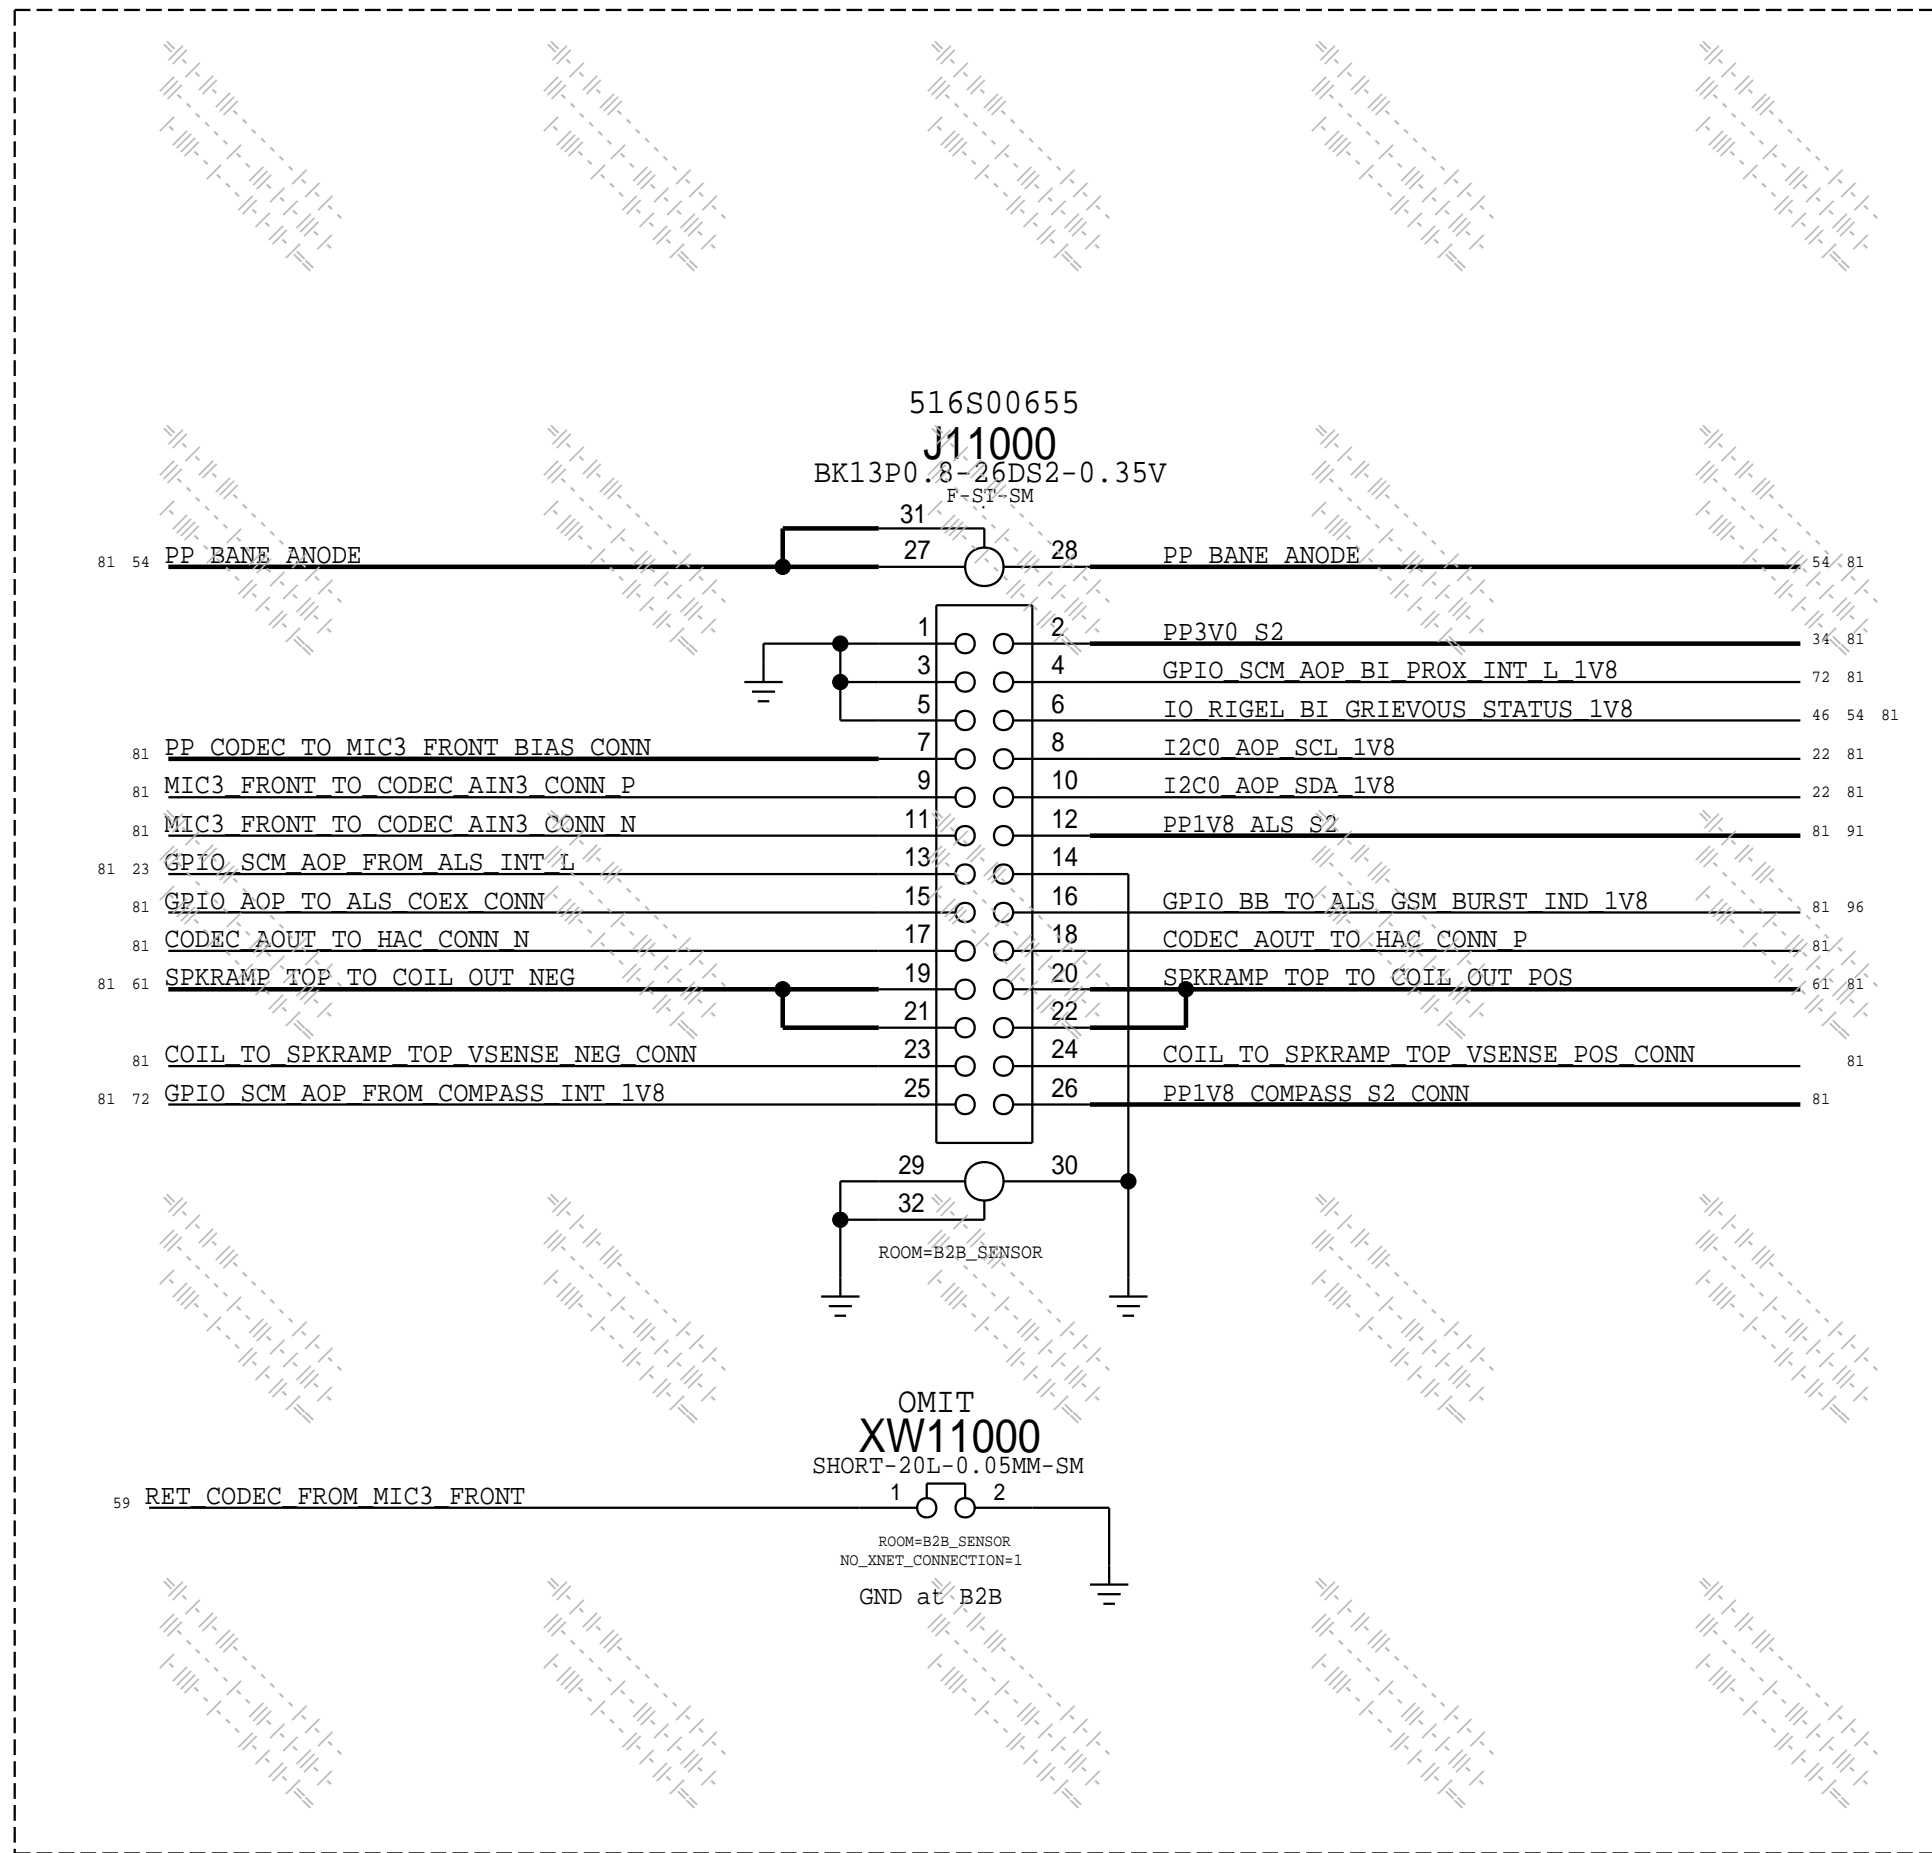 516S00655
J11000
BK13P0.8-26DS2-0.35V
F-ST-SM
31
81 54 PP_BANE_ANODE 27 28 PP_BANE_ANODE 54 81
1 2 PP3V0_S2 34 81
3 4 GPIO_SCM_AOP_BI_PROX_INT_L_1V8 72 81
5 6 IO_RIGEL_BI_GRIEVOUS_STATUS_1V8 46 54 81
81 PP_CODEC_TO_MIC3_FRONT_BIAS_CONN 7 8 I2C0_AOP_SCL_1V8 22 81
81 MIC3_FRONT_TO_CODEC_AIN3_CONN_P 9 10 I2C0_AOP_SDA_1V8 22 81
81 MIC3_FRONT_TO_CODEC_AIN3_CONN_N 11 12 PP1V8_ALS_S2 81 91
81 23 GPIO_SCM_AOP_FROM_ALS_INT_L 13 14
81 GPIO_AOP_TO_ALS_COEX_CONN 15 16 GPIO_BB_TO_ALS_GSM_BURST_IND_1V8 81 96
81 CODEC_AOUT_TO_HAC_CONN_N 17 18 CODEC_AOUT_TO_HAC_CONN_P 81
81 61 SPKRAMP_TOP_TO_COIL_OUT_NEG 19 20 SPKRAMP_TOP_TO_COIL_OUT_POS 61 81
21 22
81 COIL_TO_SPKRAMP_TOP_VSENSE_NEG_CONN 23 24 COIL_TO_SPKRAMP_TOP_VSENSE_POS_CONN 81
81 72 GPIO_SCM_AOP_FROM_COMPASS_INT_1V8 25 26 PP1V8_COMPASS_S2_CONN 81
29 30
32
ROOM=B2B_SENSOR
OMIT
XW11000
SHORT-20L-0.05MM-SM
59 RET_CODEC_FROM_MIC3_FRONT 1 2
ROOM=B2B_SENSOR
NO_XNET_CONNECTION=1
GND at B2B